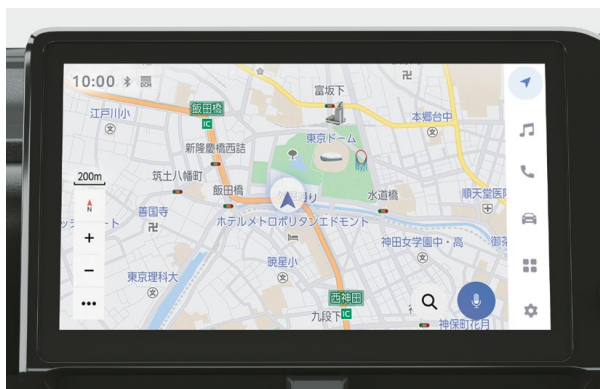 10:00
DCM
富坂下
江戸川小
飯田橋
IC
本郷台中
東京ドーム
新隆慶橋西詰
200m
筑土八幡町
飯田橋
水道橋
順天堂医
N
善国寺
ホテルメトロポリタンエドモント
+
神田女学園中・高
御茶
暁星小
−
東京理科大
西神田
九段下
IC
神保町花月